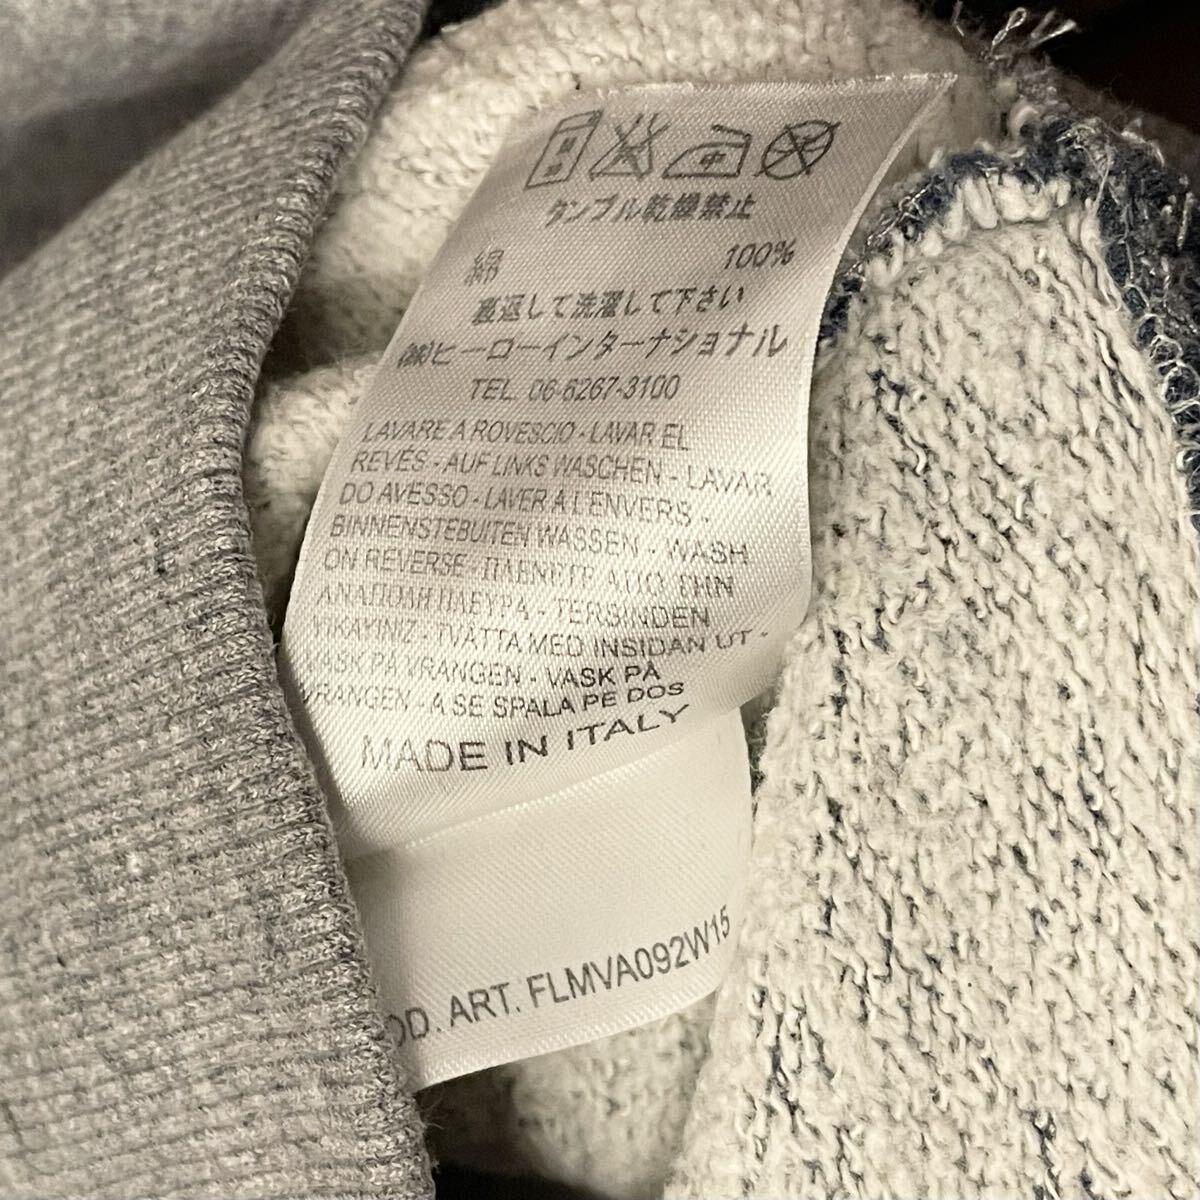 タンブル乾燥禁止
綿 100%
裏返して洗濯して下さい
(株)ヒーローインターナショナル
TEL. 06-6267-3100
LAVARE A ROVESCIO - LAVAR EL
REVES - AUF LINKS WASCHEN - LAVAR
DO AVESSO - LAVER A L'ENVERS -
BINNENSTEBUITEN WASSEN - WASH
ON REVERSE - ΠΛΕΝΕΤΕ ΑΠΟ ΤΗΝ
ΑΝΑΠΟΔΗ ΠΛΕΥΡΑ - TERSINDEN
YIKAYINIZ - TVÄTTA MED INSIDAN UT -
VASK PÅ VRANGEN - VASK PÅ
VRANGEN - A SE SPALA PE DOS
MADE IN ITALY
OD. ART. FLMVA092W15